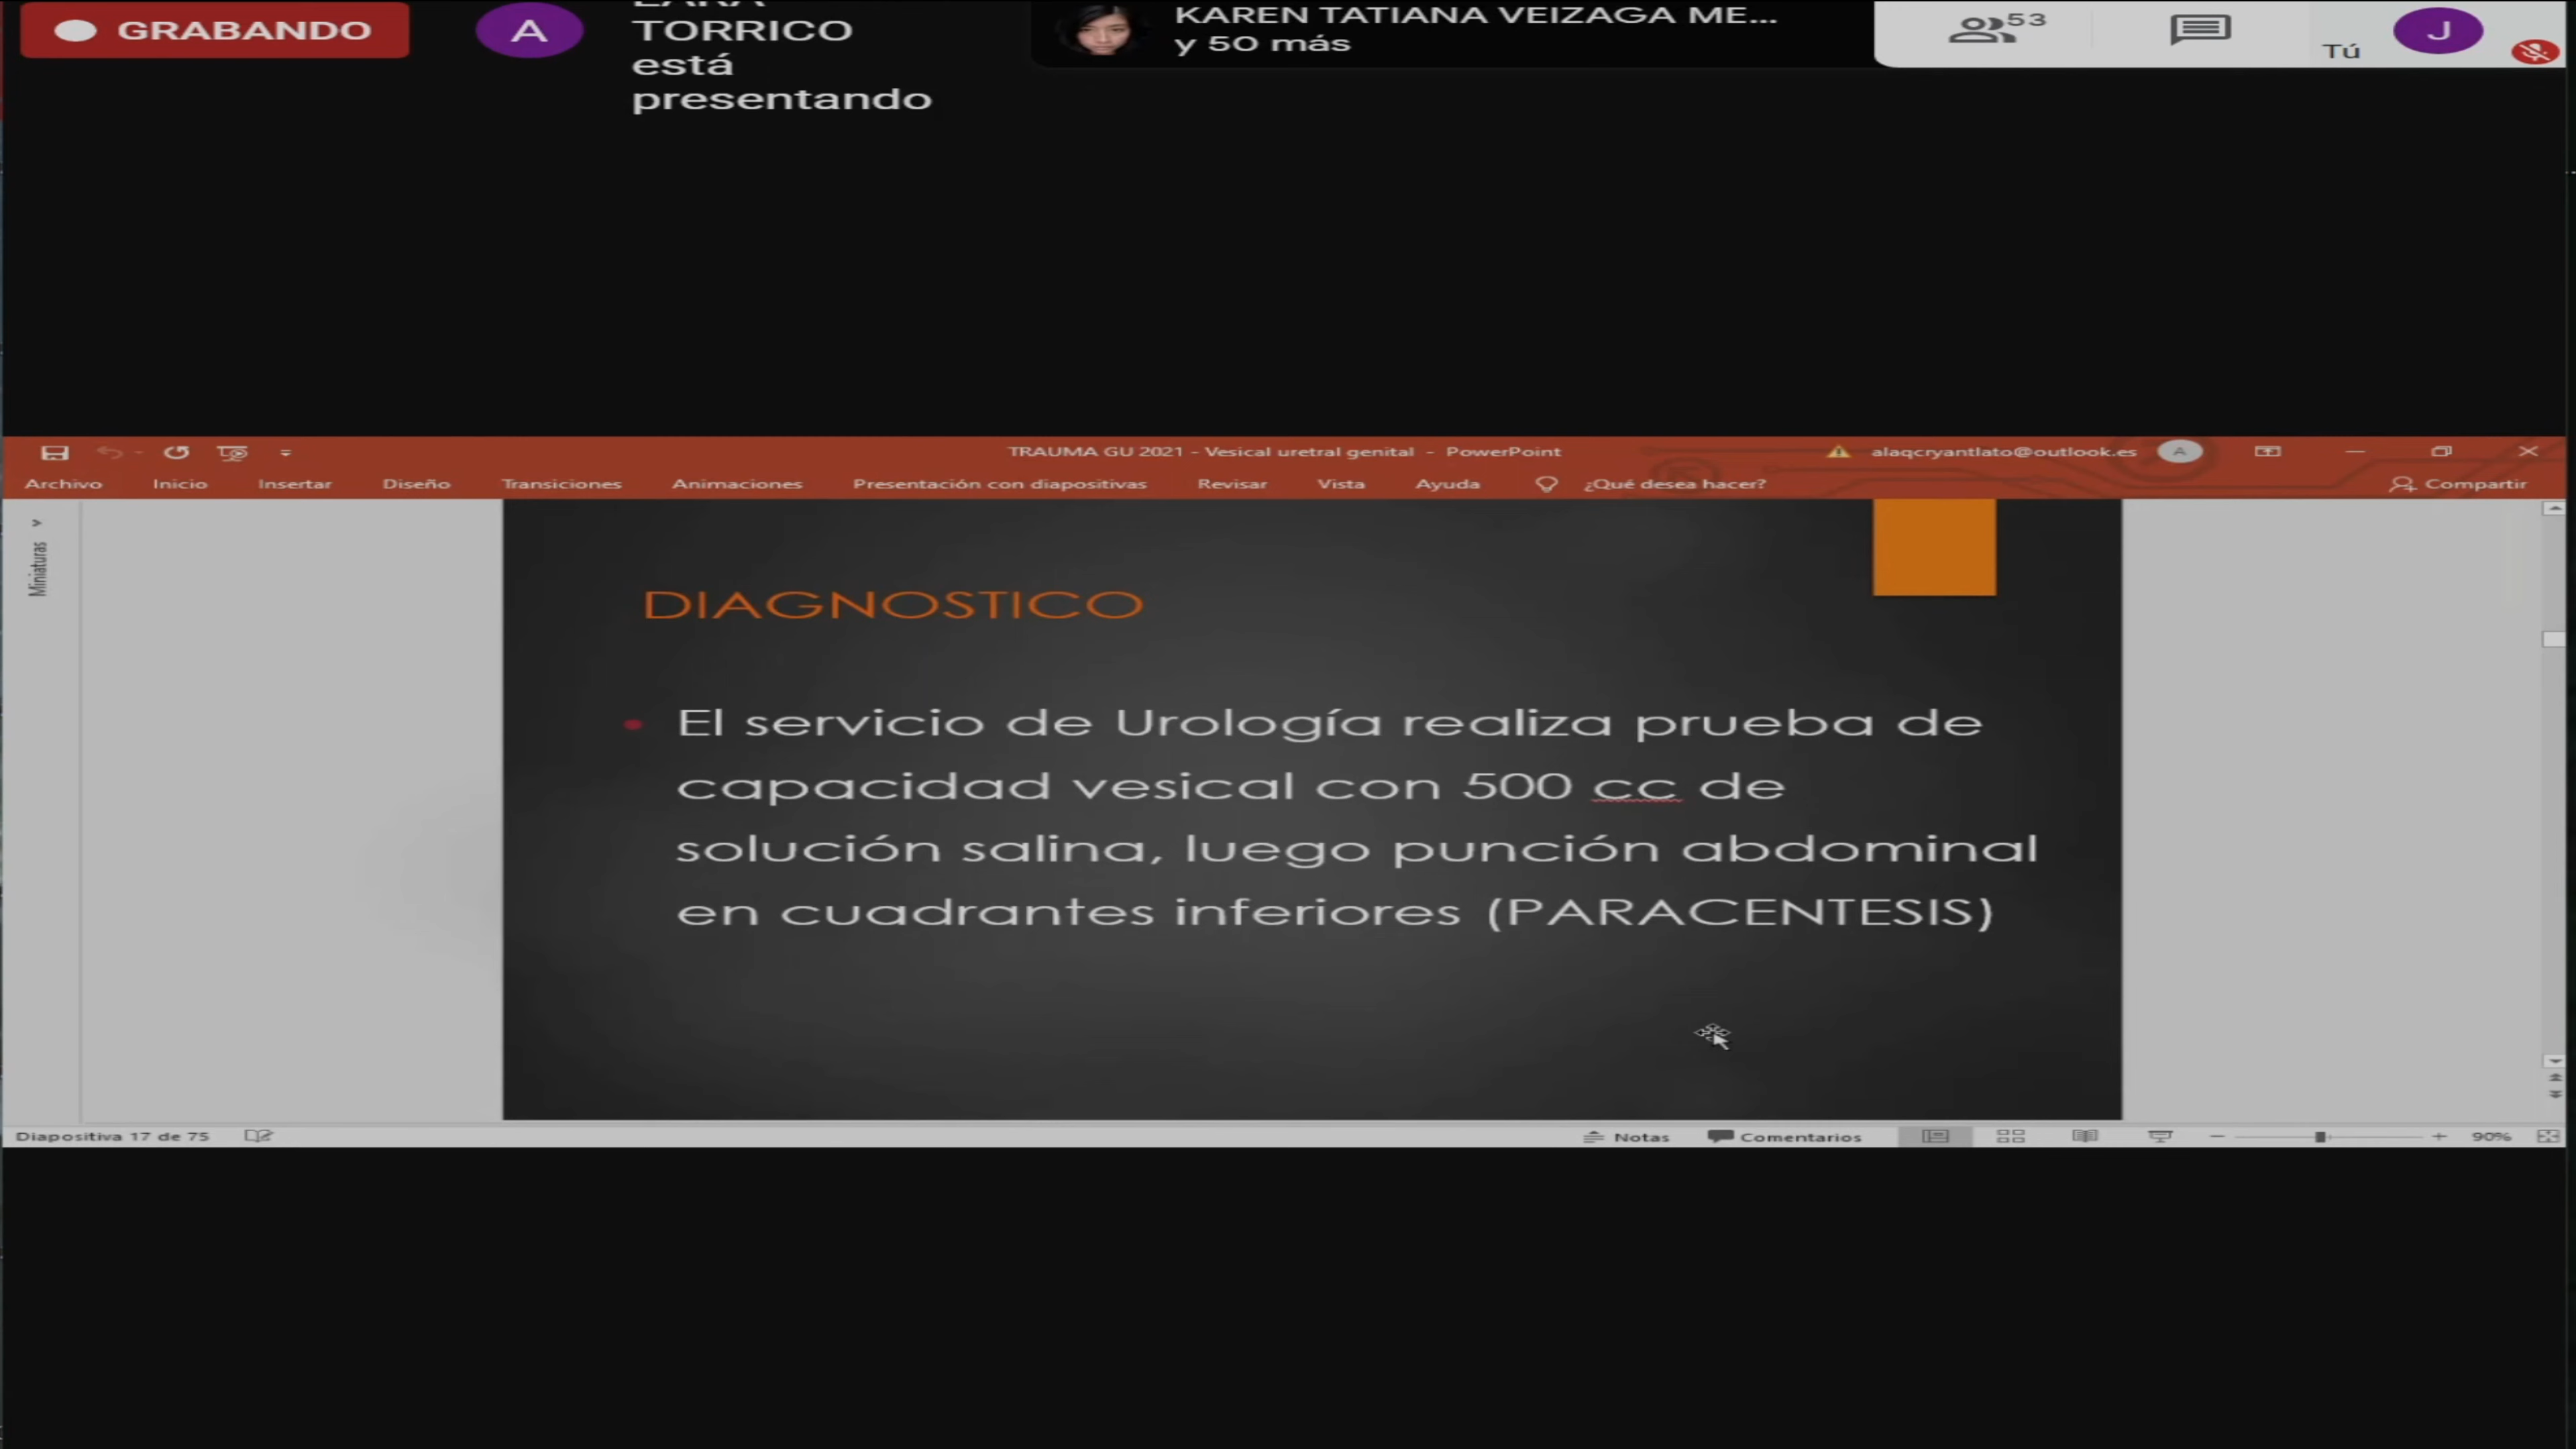 GRABANDO
A
TORRICO
está
presentando
KAREN TATIANA VEIZAGA ME...
y 50 más
53
Tú
J
TRAUMA GU 2021 - Vesical uretral genital - PowerPoint
alaqcryantlato@outlook.es
A
Archivo Inicio Insertar Diseño Transiciones Animaciones Presentación con diapositivas Revisar Vista Ayuda ¿Qué desea hacer? Compartir
Miniaturas
DIAGNOSTICO
• El servicio de Urología realiza prueba de
capacidad vesical con 500 cc de
solución salina, luego punción abdominal
en cuadrantes inferiores (PARACENTESIS)
Diapositiva 17 de 75
Notas Comentarios 90%